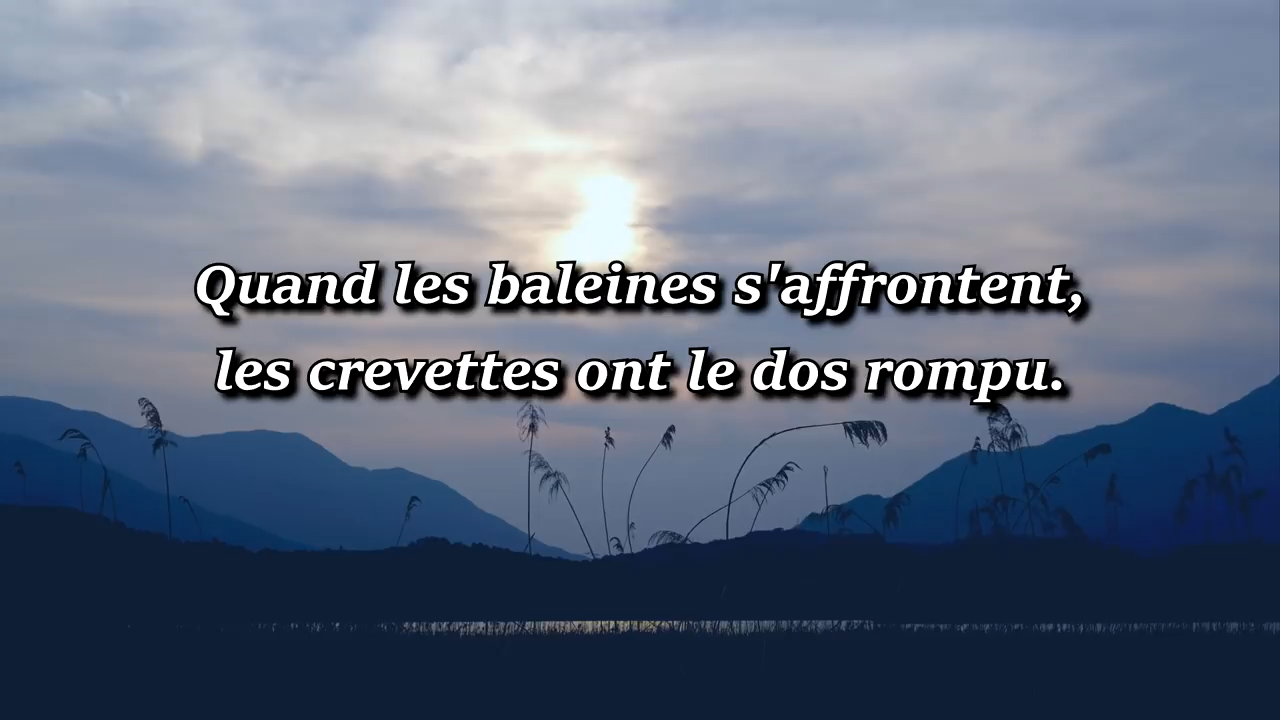 Quand les baleines s'affrontent,
les crevettes ont le dos rompu.